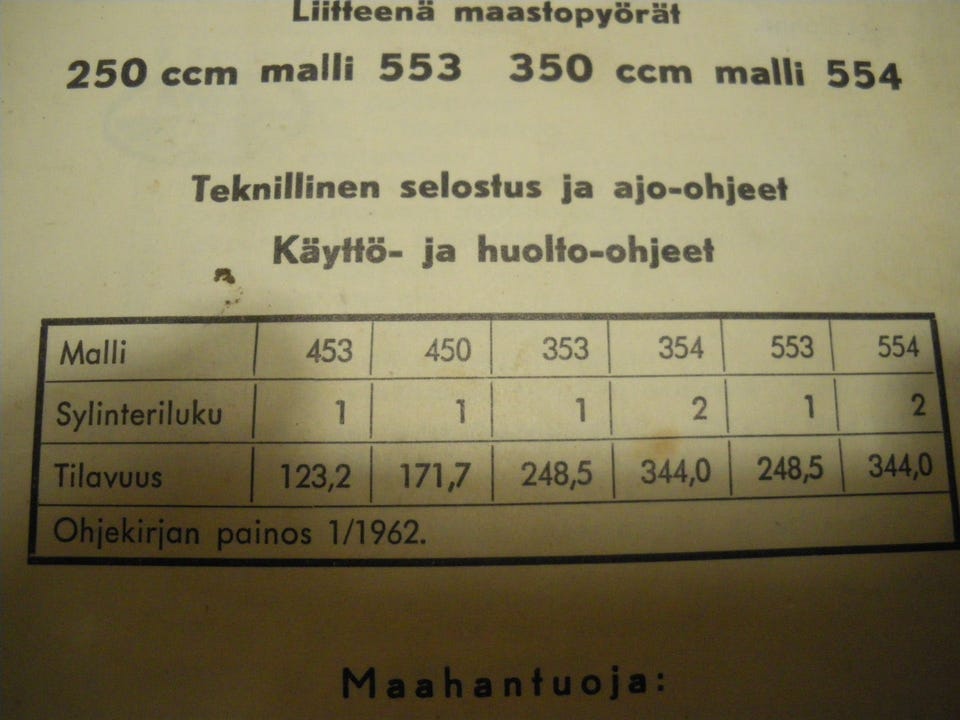 Liitteenä maastopyörät
250 ccm malli 553 350 ccm malli 554
Teknillinen selostus ja ajo-ohjeet
Käyttö- ja huolto-ohjeet
Malli 453 450 353 354 553 554
Sylinteriluku 1 1 1 2 1 2
Tilavuus 123,2 171,7 248,5 344,0 248,5 344,0
Ohjekirjan painos 1/1962.
Maahantuoja: